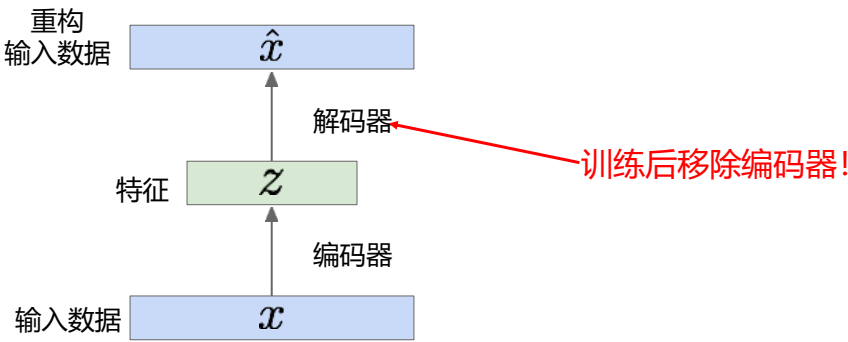 重构
输入数据
x̂
解码器
训练后移除编码器！
特征
z
编码器
输入数据
x